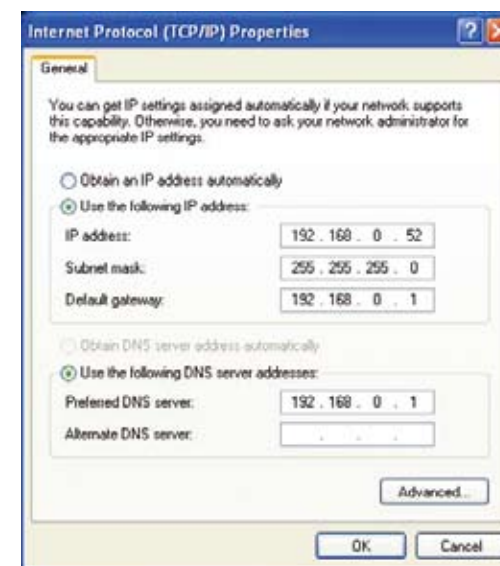 Internet Protocol (TCP/IP) Properties
General
You can get IP settings assigned automatically if your network supports
this capability. Otherwise, you need to ask your network administrator for
the appropriate IP settings.
Obtain an IP address automatically
Use the following IP address:
IP address: 192 . 168 . 0 . 52
Subnet mask: 255 . 255 . 255 . 0
Default gateway: 192 . 168 . 0 . 1
Obtain DNS server address automatically
Use the following DNS server addresses:
Preferred DNS server: 192 . 168 . 0 . 1
Alternate DNS server: . . .
Advanced...
OK Cancel